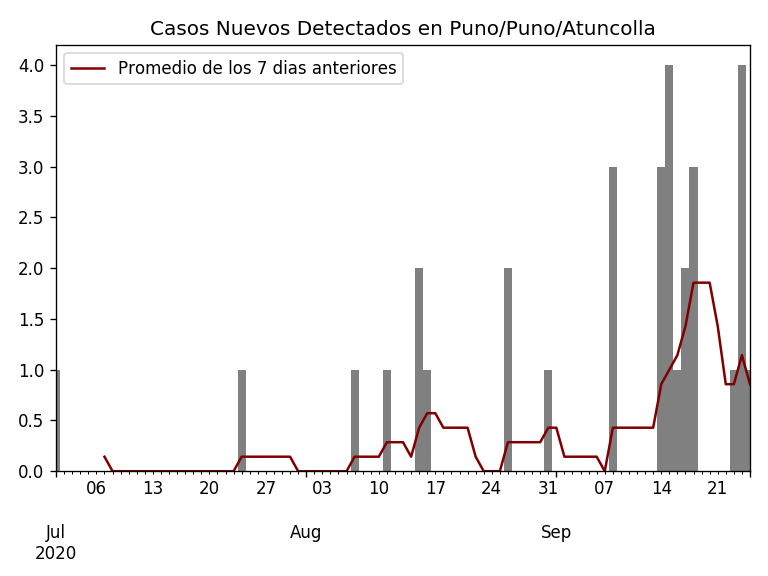 Casos Nuevos Detectados en Puno/Puno/Atuncolla
Promedio de los 7 dias anteriores
4.0
3.5
3.0
2.5
2.0
1.5
1.0
0.5
0.0
06 13 20 27 03 10 17 24 31 07 14 21
Jul Aug Sep
2020